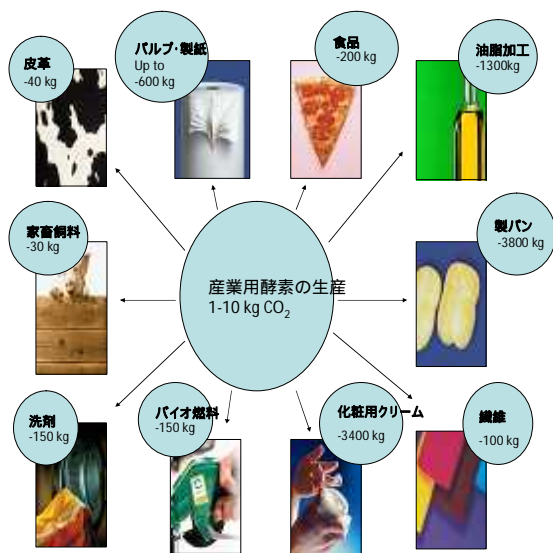 皮革
-40 kg
パルプ・製紙
Up to
-600 kg
食品
-200 kg
油脂加工
-1300kg
家畜飼料
-30 kg
産業用酵素の生産
1-10 kg CO₂
製パン
-3800 kg
洗剤
-150 kg
バイオ燃料
-150 kg
化粧用クリーム
-3400 kg
繊維
-100 kg